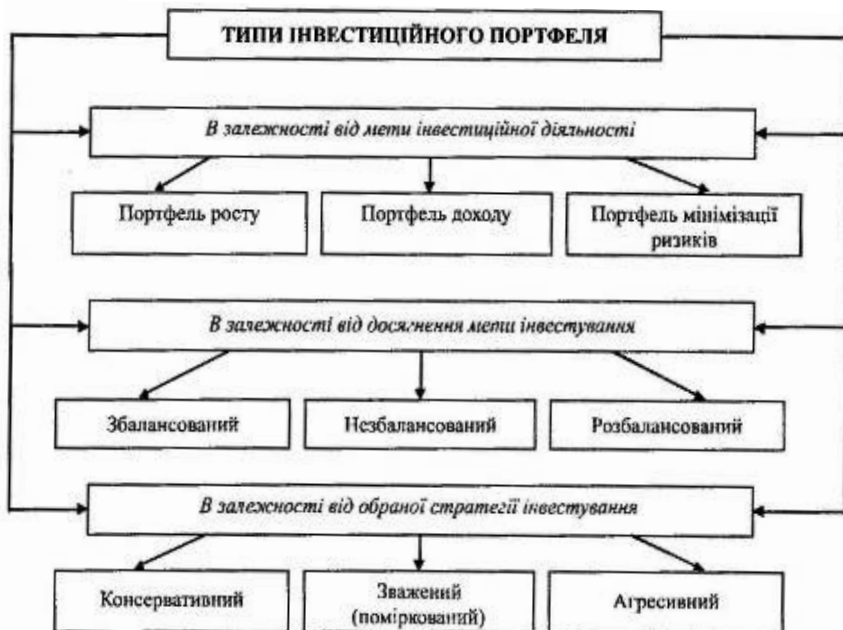 ТИПИ ІНВЕСТИЦІЙНОГО ПОРТФЕЛЯ
В залежності від мети інвестиційної діяльності
Портфель росту
Портфель доходу
Портфель мінімізації
ризиків
В залежності від досягнення мети інвестування
Збалансований
Незбалансований
Розбалансований
В залежності від обраної стратегії інвестування
Консервативний
Зважений
(поміркований)
Агресивний